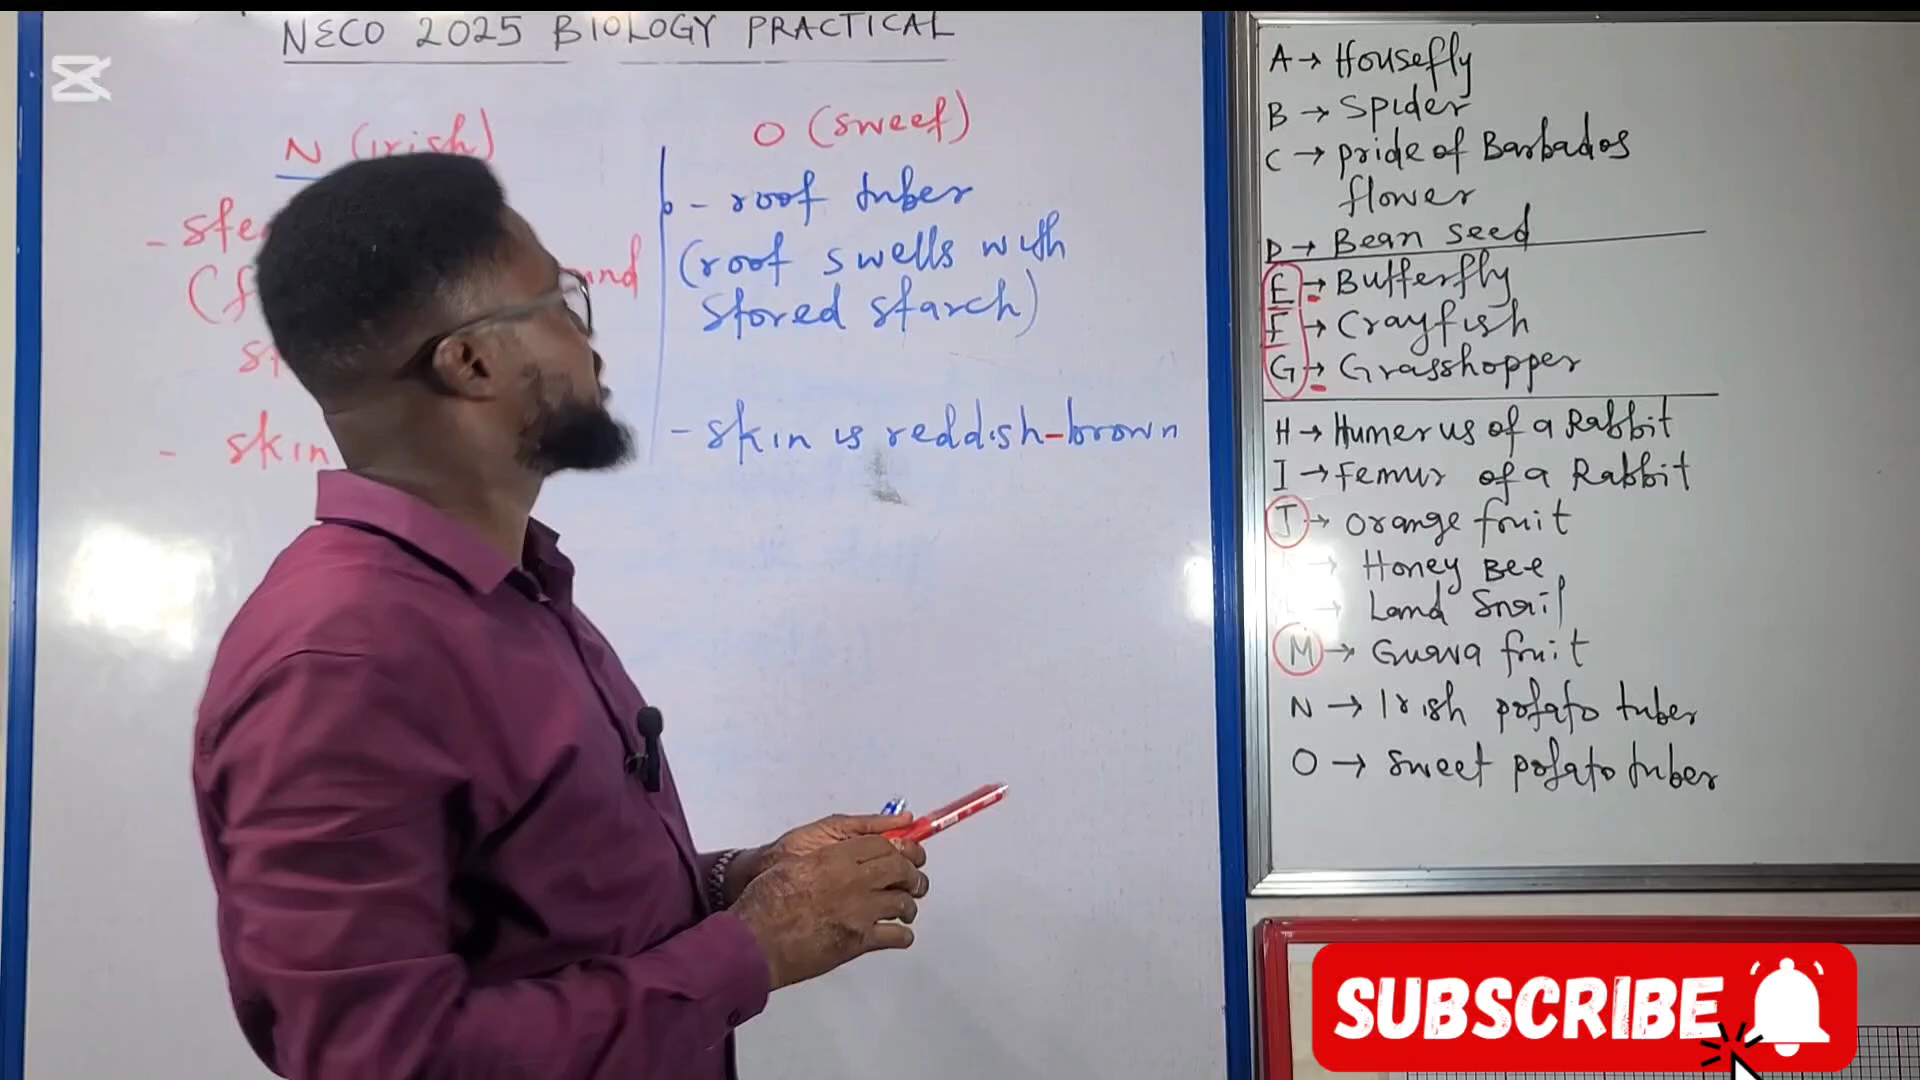 NECO 2025 BIOLOGY PRACTICAL
N (irish)
-
(
- skin
O (sweet)
- root tuber
(root swells with
stored starch)
- skin is reddish-brown
A → Housefly
B → Spider
C → pride of Barbados
flower
D → Bean seed
E → Butterfly
F → Crayfish
G → Grasshopper
H → Humerus of a Rabbit
I → Femur of a Rabbit
J → Orange fruit
→ Honey Bee
→ Land Snail
M → Guava fruit
N → Irish potato tuber
O → sweet potato tuber
SUBSCRIBE